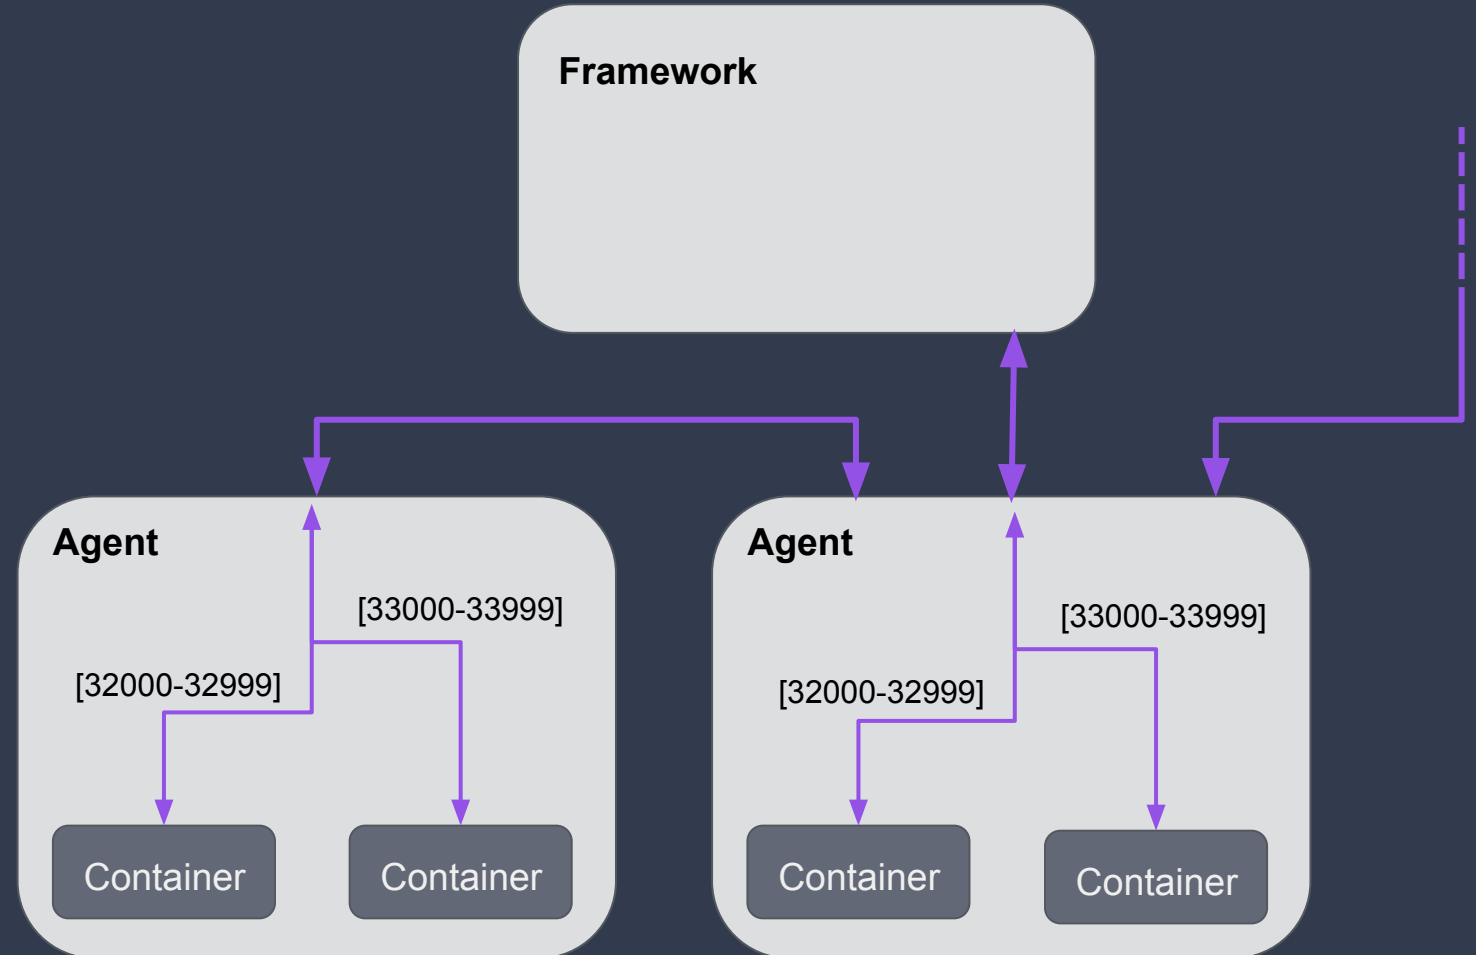 Framework
Agent
[33000-33999]
[32000-32999]
Container
Container
Agent
[33000-33999]
[32000-32999]
Container
Container